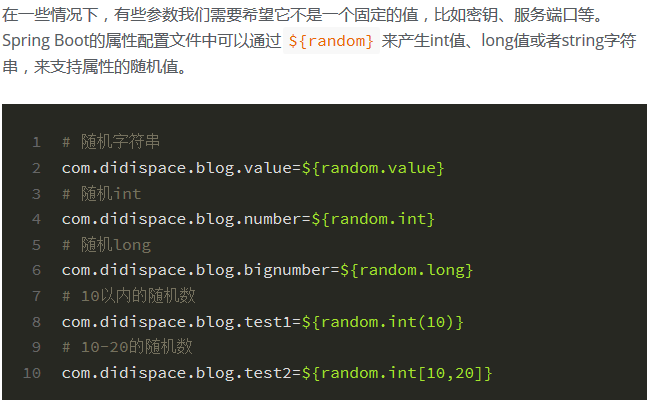 在一些情况下，有些参数我们需要希望它不是一个固定的值，比如密钥、服务端口等。
Spring Boot的属性配置文件中可以通过 ${random} 来产生int值、long值或者string字符
串，来支持属性的随机值。
1 # 随机字符串
2 com.didispace.blog.value=${random.value}
3 # 随机int
4 com.didispace.blog.number=${random.int}
5 # 随机long
6 com.didispace.blog.bignumber=${random.long}
7 # 10以内的随机数
8 com.didispace.blog.test1=${random.int(10)}
9 # 10-20的随机数
10 com.didispace.blog.test2=${random.int[10,20]}